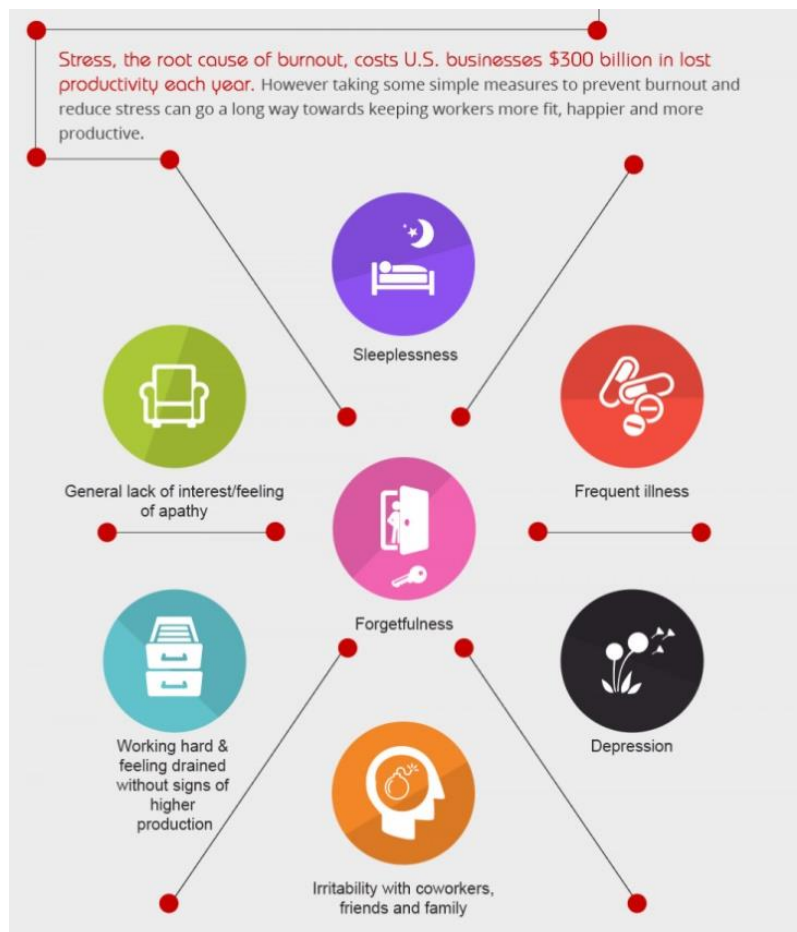 Stress, the root cause of burnout, costs U.S. businesses $300 billion in lost
productivity each year. However taking some simple measures to prevent burnout and
reduce stress can go a long way towards keeping workers more fit, happier and more
productive.
Sleeplessness
General lack of interest/feeling
of apathy
Frequent illness
Forgetfulness
Working hard &
feeling drained
without signs of
higher
production
Depression
Irritability with coworkers,
friends and family